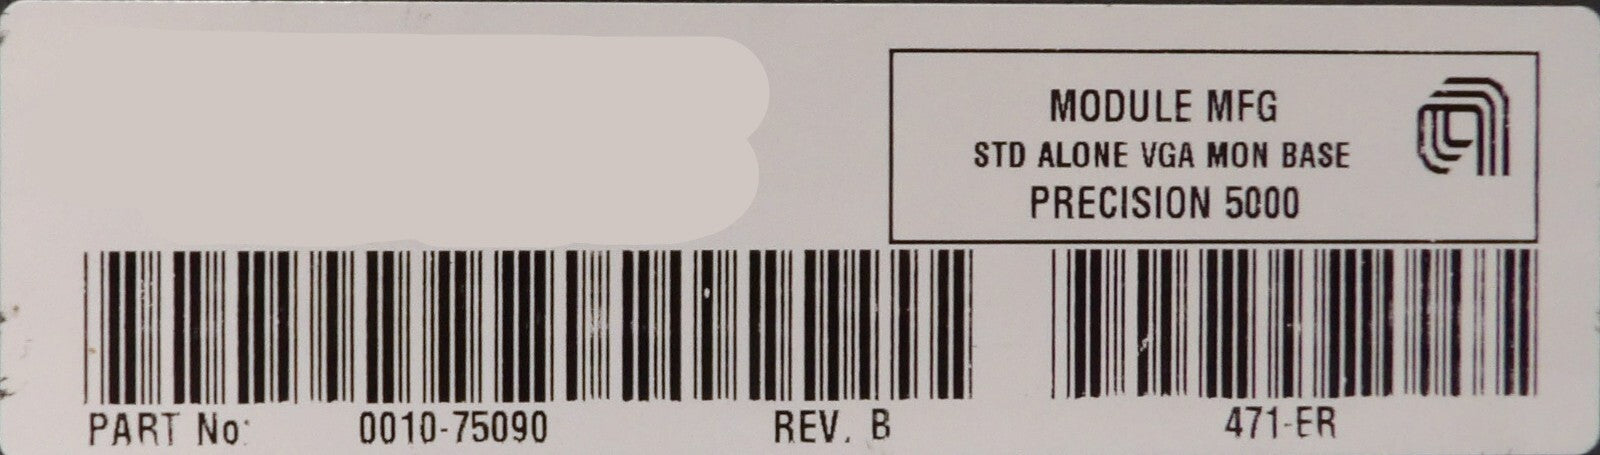 MODULE MFG
STD ALONE VGA MON BASE
PRECISION 5000
PART No: 0010-75090 REV. B 471-ER